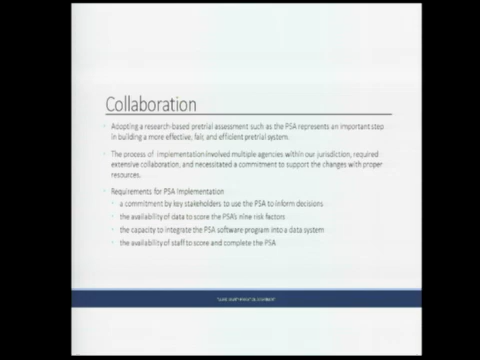 Collaboration
Adopting a research-based pretrial assessment such as the PSA represents an important step
in building a more effective, fair, and efficient pretrial system.
The process of implementation involved multiple agencies within our jurisdiction, required
extensive collaboration, and necessitated a commitment to support the changes with proper
resources.
Requirements for PSA Implementation
a commitment by key stakeholders to use the PSA to inform decisions
the availability of data to score the PSA's nine risk factors
the capacity to integrate the PSA software program into a data system
the availability of staff to score and complete the PSA